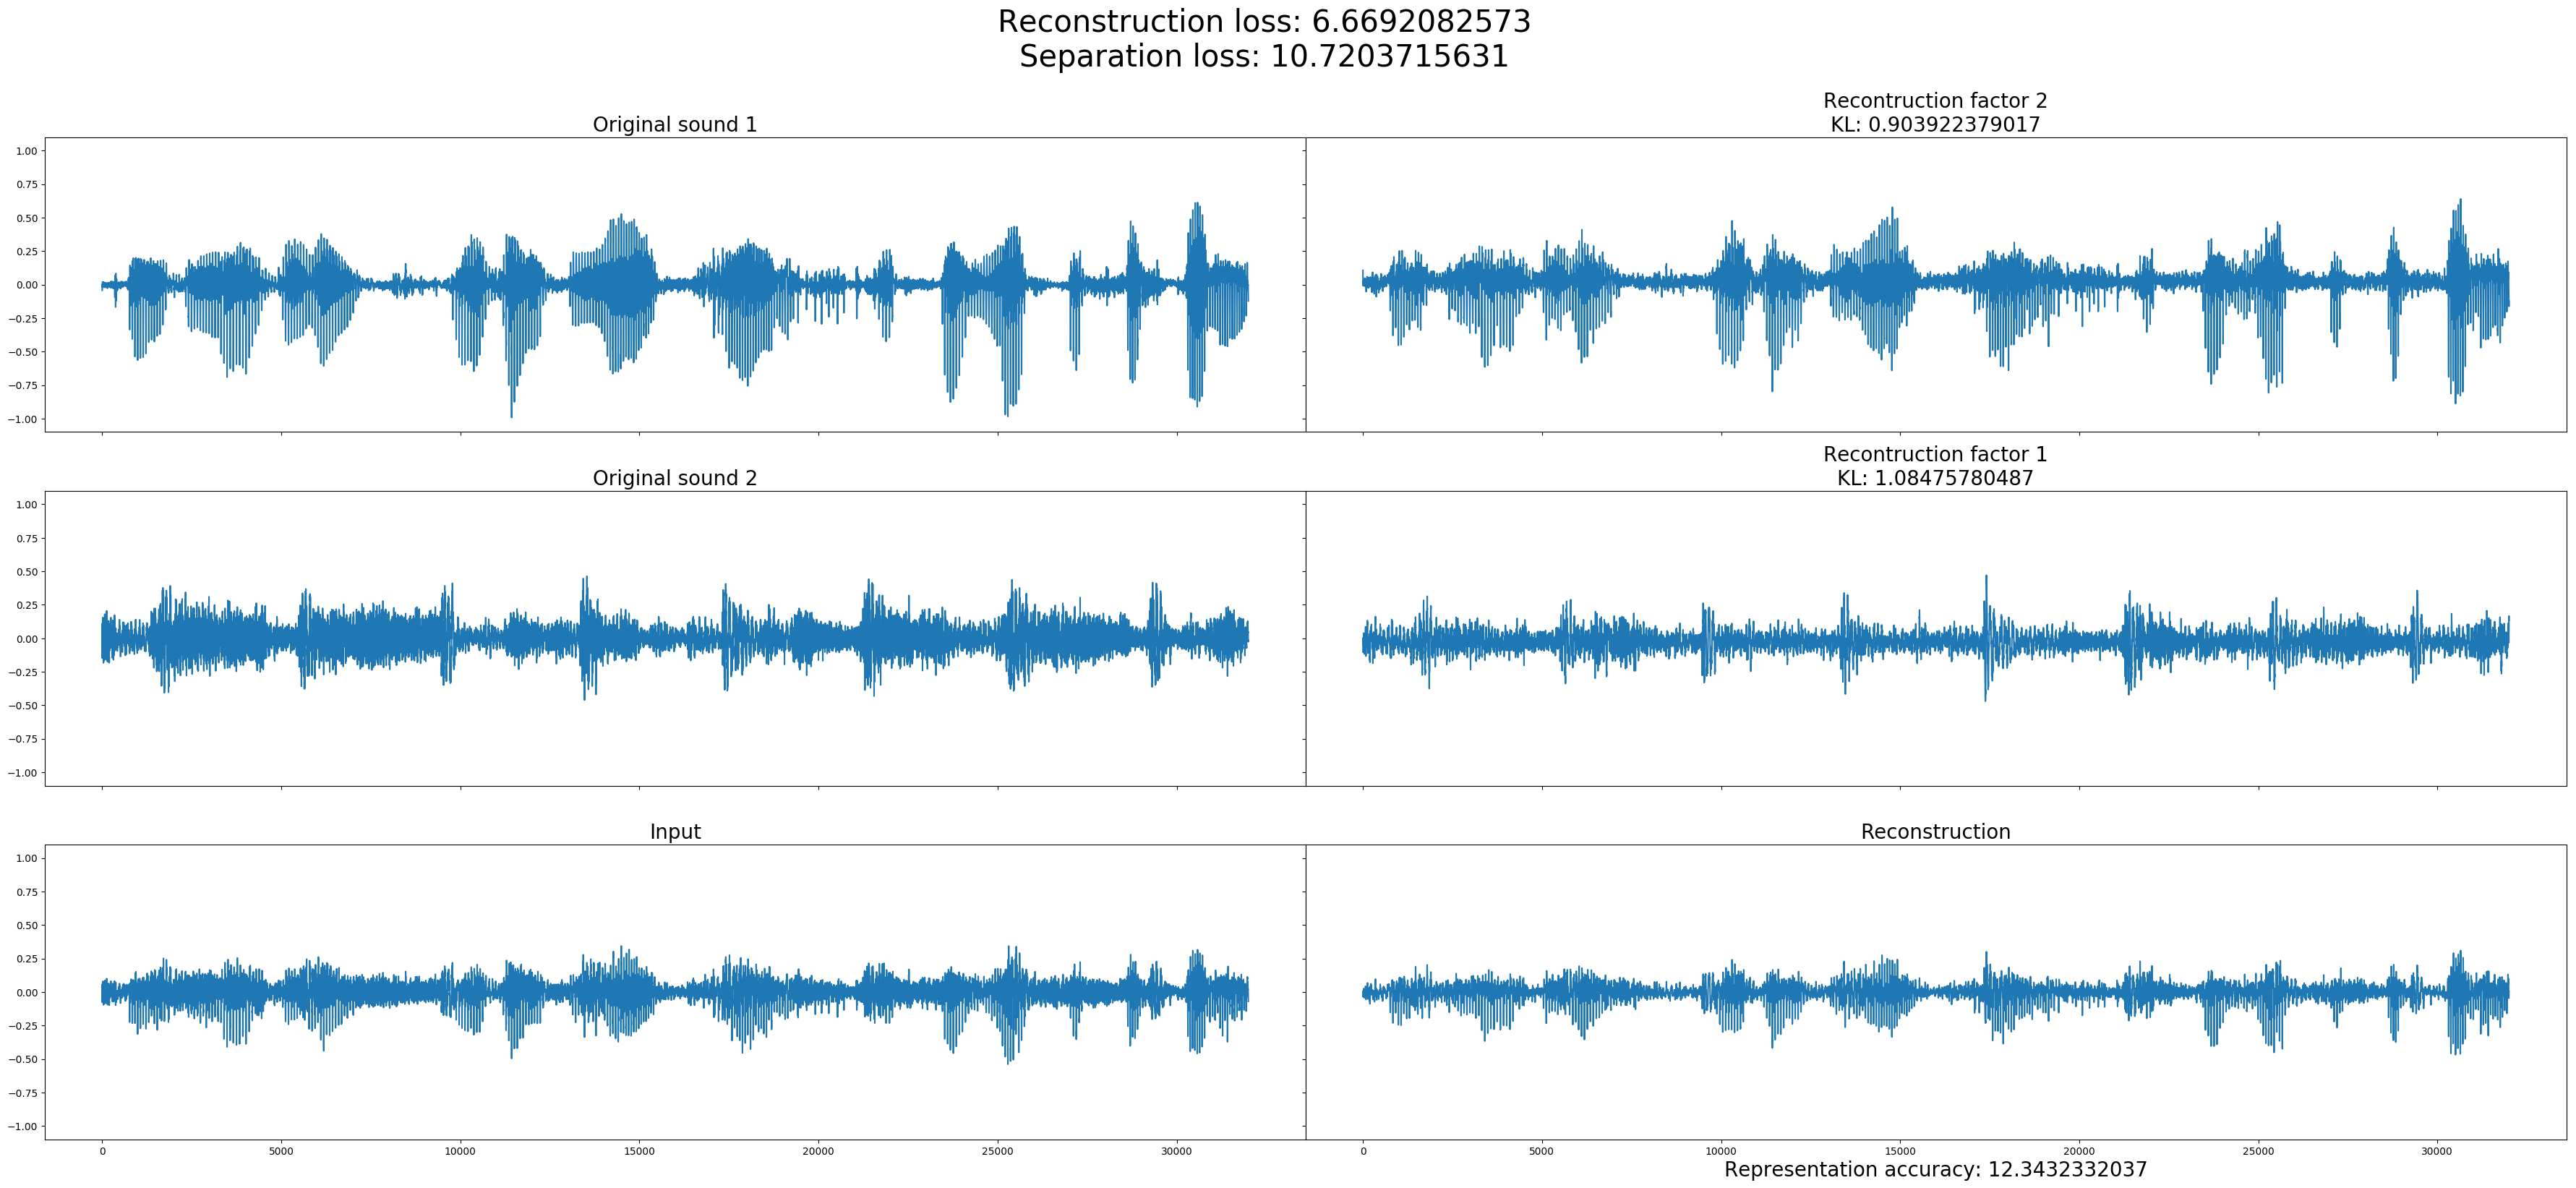 Reconstruction loss: 6.6692082573
Separation loss: 10.7203715631
Original sound 1
Recontruction factor 2
KL: 0.903922379017
1.00
0.75
0.50
0.25
0.00
−0.25
−0.50
−0.75
−1.00
Original sound 2
Recontruction factor 1
KL: 1.08475780487
1.00
0.75
0.50
0.25
0.00
−0.25
−0.50
−0.75
−1.00
Input
Reconstruction
1.00
0.75
0.50
0.25
0.00
−0.25
−0.50
−0.75
−1.00
0 5000 10000 15000 20000 25000 30000
0 5000 10000 15000 20000 25000 30000
Representation accuracy: 12.3432332037